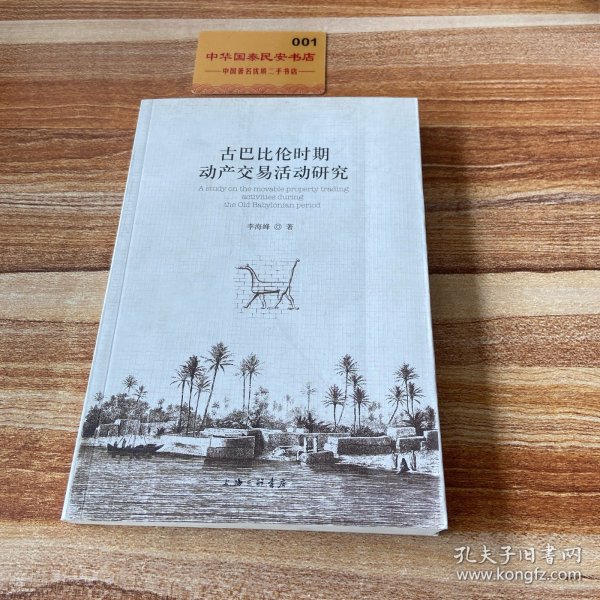 001
中华国泰民安书店
中国著名优质二手书店
古巴比伦时期
动产交易活动研究
A study on the movable property trading
activities during
the Old Babylonian period
李海峰 ◎ 著
上海三联书店
孔夫子旧书网
www.kongfz.com